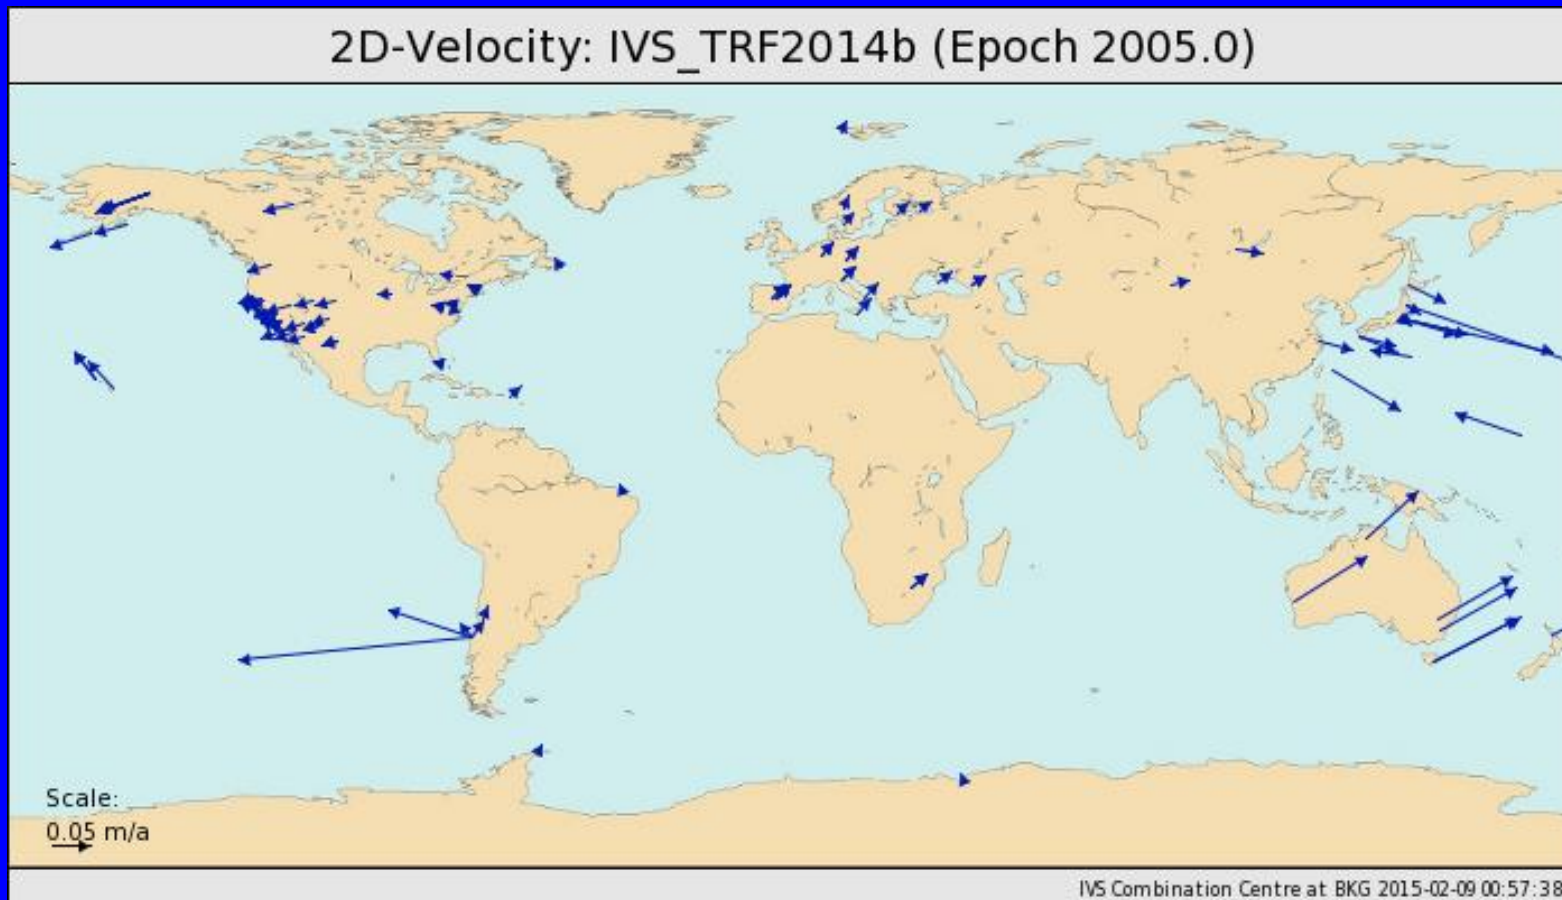 2D-Velocity: IVS_TRF2014b (Epoch 2005.0)
Scale:
0.05 m/a
IVS Combination Centre at BKG 2015-02-09 00:57:38